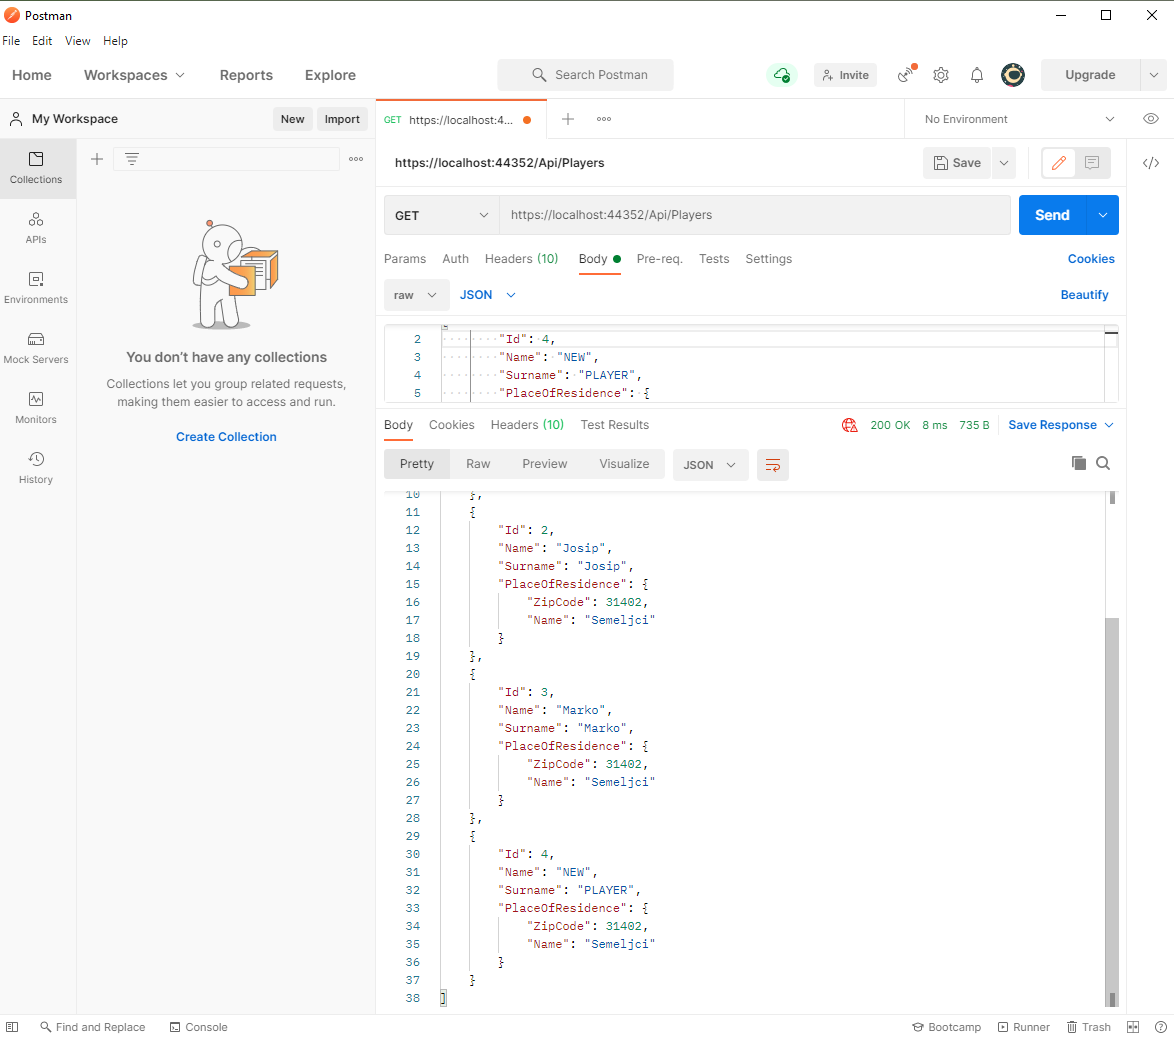 Postman
File Edit View Help
Home Workspaces Reports Explore Search Postman Invite Upgrade
My Workspace New Import GET https://localhost:4... No Environment
Collections
APIs
Environments
Mock Servers
Monitors
History
You don't have any collections
Collections let you group related requests,
making them easier to access and run.
Create Collection
https://localhost:44352/Api/Players Save
GET https://localhost:44352/Api/Players Send
Params Auth Headers (10) Body Pre-req. Tests Settings Cookies
raw JSON Beautify
2 "Id": 4,
3 "Name": "NEW",
4 "Surname": "PLAYER",
5 "PlaceOfResidence": {
Body Cookies Headers (10) Test Results 200 OK 8 ms 735 B Save Response
Pretty Raw Preview Visualize JSON
10 },
11 {
12 "Id": 2,
13 "Name": "Josip",
14 "Surname": "Josip",
15 "PlaceOfResidence": {
16 "ZipCode": 31402,
17 "Name": "Semeljci"
18 }
19 },
20 {
21 "Id": 3,
22 "Name": "Marko",
23 "Surname": "Marko",
24 "PlaceOfResidence": {
25 "ZipCode": 31402,
26 "Name": "Semeljci"
27 }
28 },
29 {
30 "Id": 4,
31 "Name": "NEW",
32 "Surname": "PLAYER",
33 "PlaceOfResidence": {
34 "ZipCode": 31402,
35 "Name": "Semeljci"
36 }
37 }
38 ]
Find and Replace Console Bootcamp Runner Trash